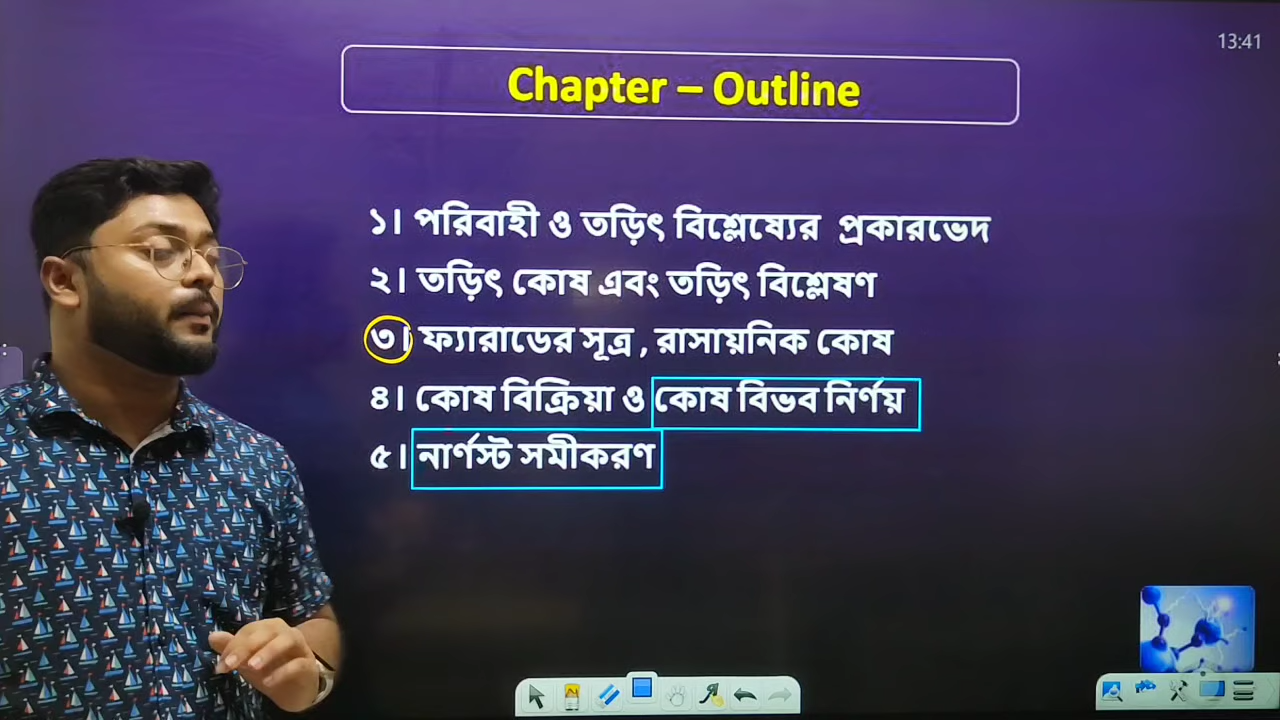 13:41
Chapter – Outline
১। পরিবাহী ও তড়িৎ বিশ্লেষ্যের প্রকারভেদ
২। তড়িৎ কোষ এবং তড়িৎ বিশ্লেষণ
৩। ফ্যারাডের সূত্র , রাসায়নিক কোষ
৪। কোষ বিক্রিয়া ও কোষ বিভব নির্ণয়
৫। নার্ণস্ট সমীকরণ